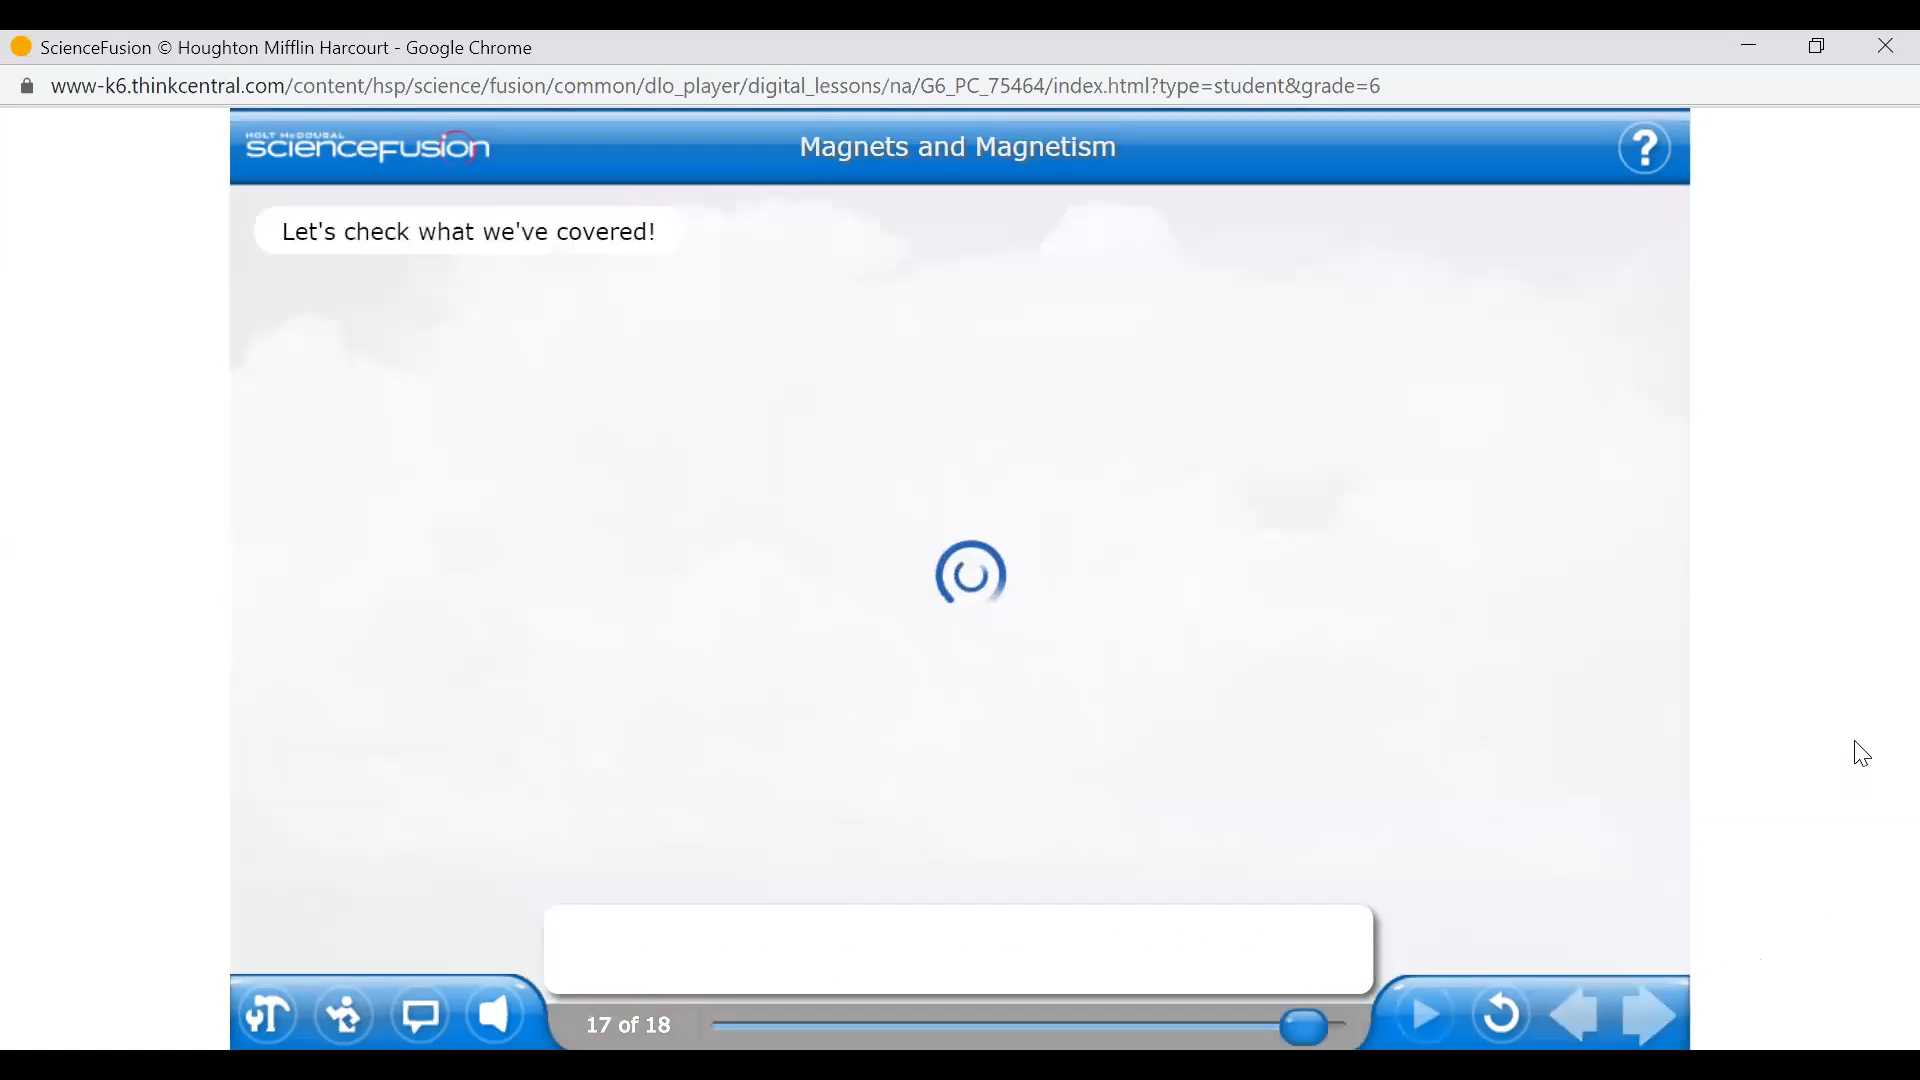 ScienceFusion © Houghton Mifflin Harcourt - Google Chrome
www-k6.thinkcentral.com/content/hsp/science/fusion/common/dlo_player/digital_lessons/na/G6_PC_75464/index.html?type=student&grade=6
HOLT McDOUGAL
scienceFusion
Magnets and Magnetism
?
Let's check what we've covered!
17 of 18